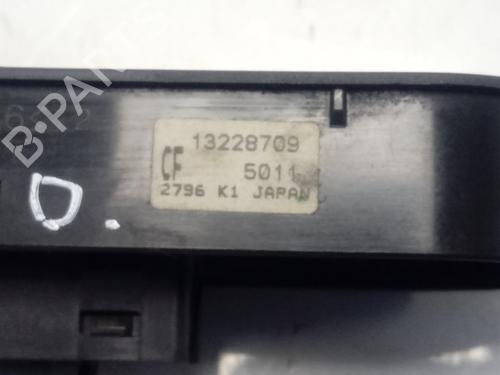 B-PARTS
13228709
CF 5011
2796 K1 JAPAN
D.